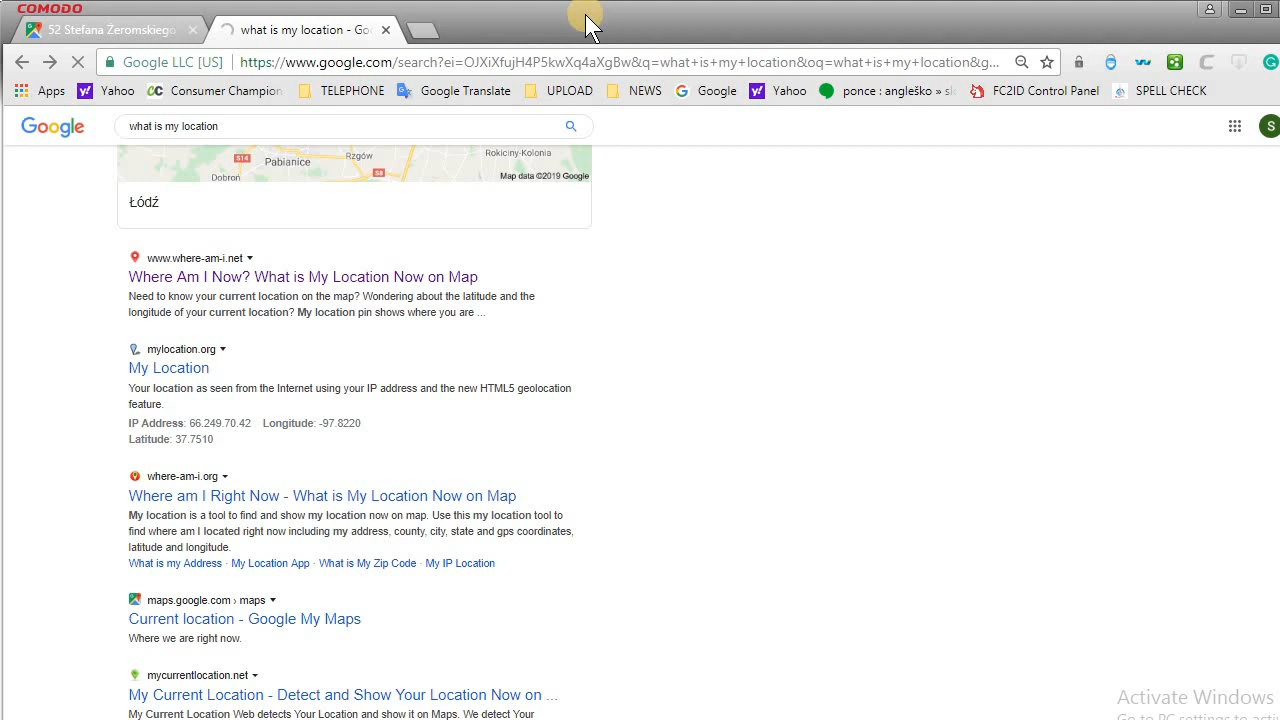 COMODO
52 Stefana Żeromskiego
what is my location - Goo
Google LLC [US]
https://www.google.com/search?ei=OJXiXfIJH4P5kwXq4aXgBw&q=what+is+my+location&oq=what+is+my+location&g...
Apps
Yahoo
Consumer Champion
TELEPHONE
Google Translate
UPLOAD
NEWS
Google
Yahoo
ponce : angleško » sl
FC2ID Control Panel
SPELL CHECK
Google
what is my location
S
S14
Pabianice
Rzgów
Rokiciny-Kolonia
Dobroń
S8
Map data ©2019 Google
Łódź
www.where-am-i.net
Where Am I Now? What is My Location Now on Map
Need to know your current location on the map? Wondering about the latitude and the
longitude of your current location? My location pin shows where you are ...
mylocation.org
My Location
Your location as seen from the Internet using your IP address and the new HTML5 geolocation
feature.
IP Address: 66.249.70.42 Longitude: -97.8220
Latitude: 37.7510
where-am-i.org
Where am I Right Now - What is My Location Now on Map
My location is a tool to find and show my location now on map. Use this my location tool to
find where am I located right now including my address, county, city, state and gps coordinates,
latitude and longitude.
What is my Address · My Location App · What is My Zip Code · My IP Location
maps.google.com › maps
Current location - Google My Maps
Where we are right now.
mycurrentlocation.net
My Current Location - Detect and Show Your Location Now on ...
My Current Location Web detects Your Location and show it on Maps. We detect Your
Activate Windows
Go to PC settings to acti